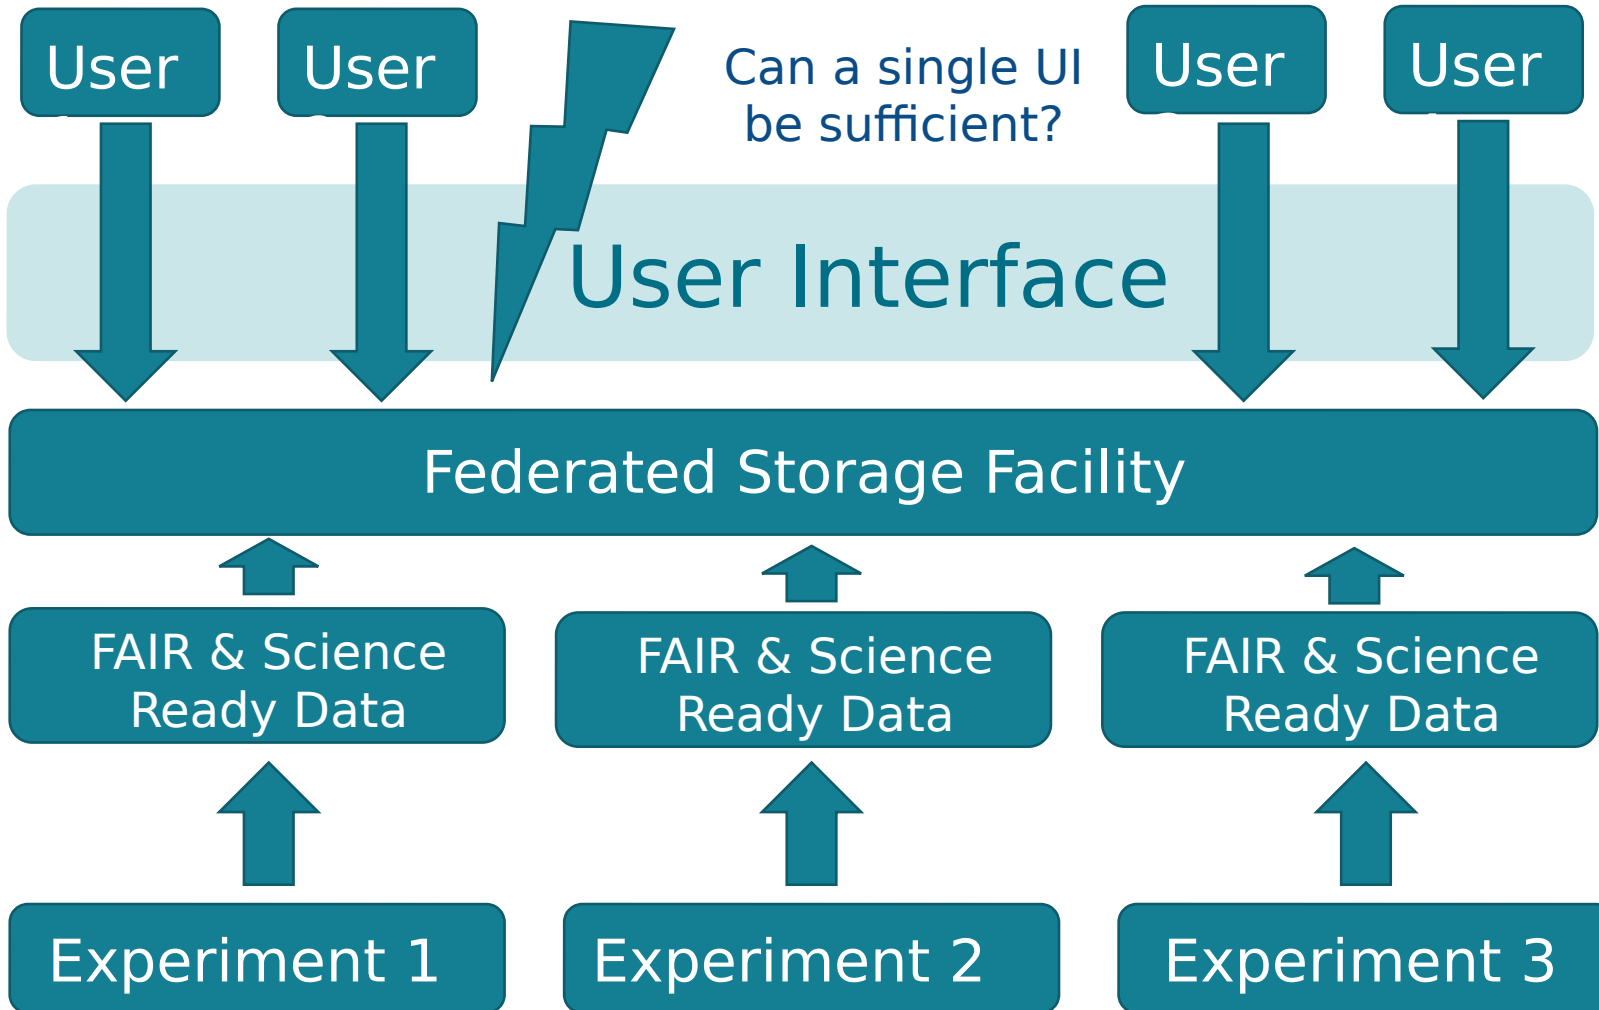 User
User
Can a single UI
be sufficient?
User
User
User Interface
Federated Storage Facility
FAIR & Science
Ready Data
FAIR & Science
Ready Data
FAIR & Science
Ready Data
Experiment 1
Experiment 2
Experiment 3